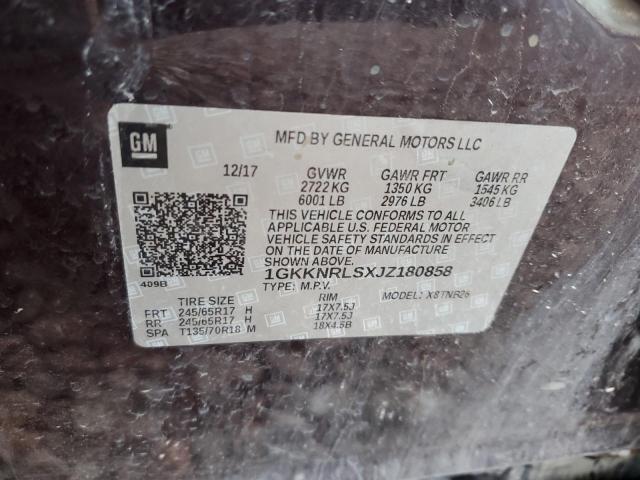 GM
MFD BY GENERAL MOTORS LLC
12/17 GVWR GAWR FRT GAWR RR
2722 KG 1350 KG 1545 KG
6001 LB 2976 LB 3406 LB
THIS VEHICLE CONFORMS TO ALL
APPLICABLE U.S. FEDERAL MOTOR
VEHICLE SAFETY STANDARDS IN EFFECT
ON THE DATE OF MANUFACTURE
SHOWN ABOVE.
1GKKNRLSXJZ180858
409B TYPE: M.P.V. MODEL: X8TNB26
TIRE SIZE RIM
FRT 245/65R17 H 17X7.5J
RR 245/65R17 H 17X7.5J
SPA T135/70R18 M 18X4.5B